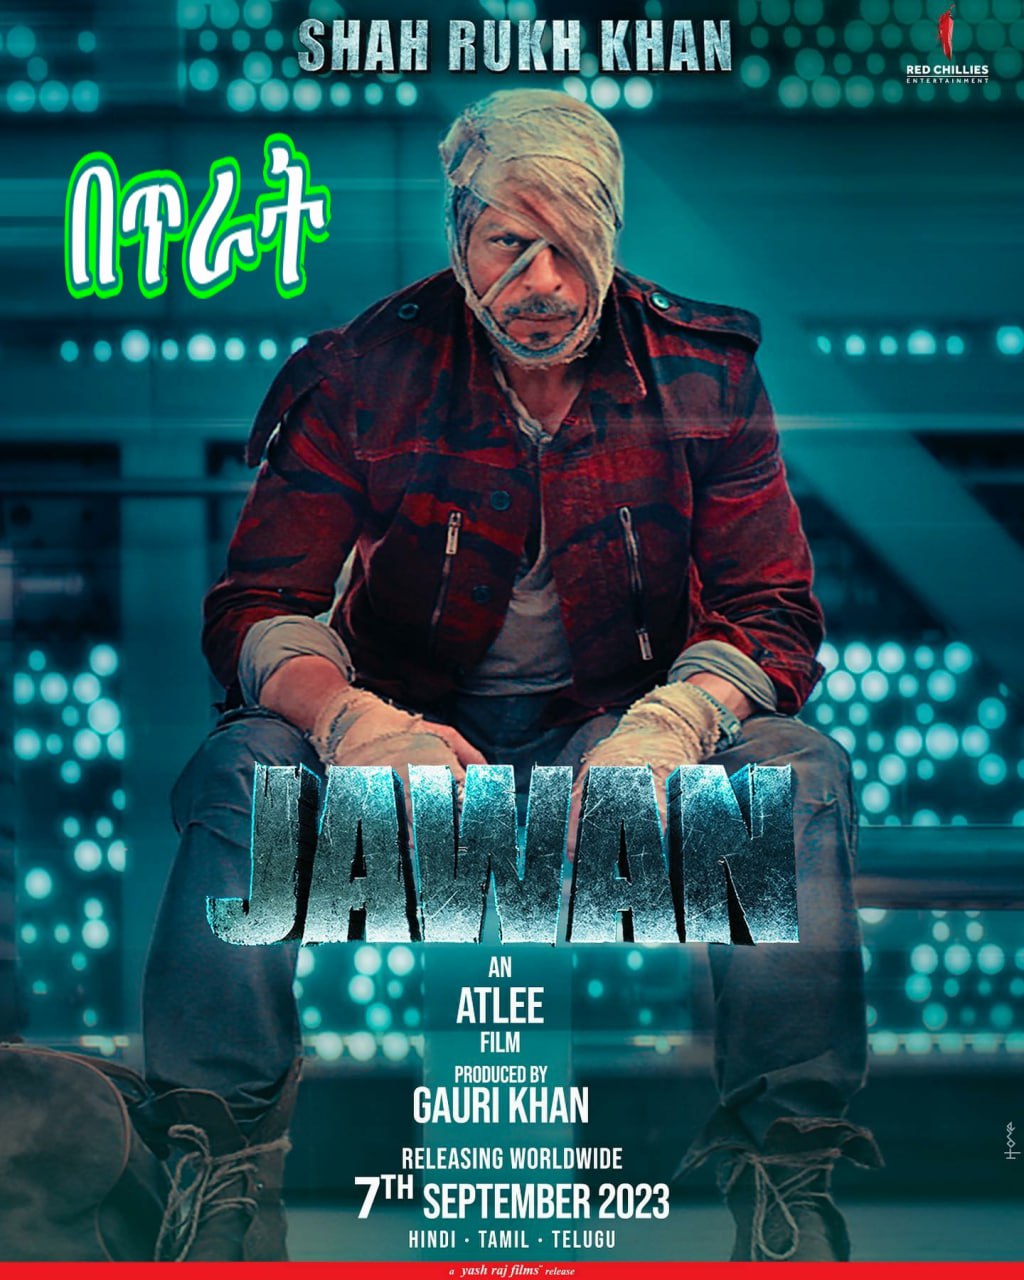 SHAH RUKH KHAN
RED CHILLIES
ENTERTAINMENT
በጥራት
JAWAN
AN
ATLEE
FILM
PRODUCED BY
GAURI KHAN
RELEASING WORLDWIDE
7TH SEPTEMBER 2023
HINDI • TAMIL • TELUGU
a yash raj films release